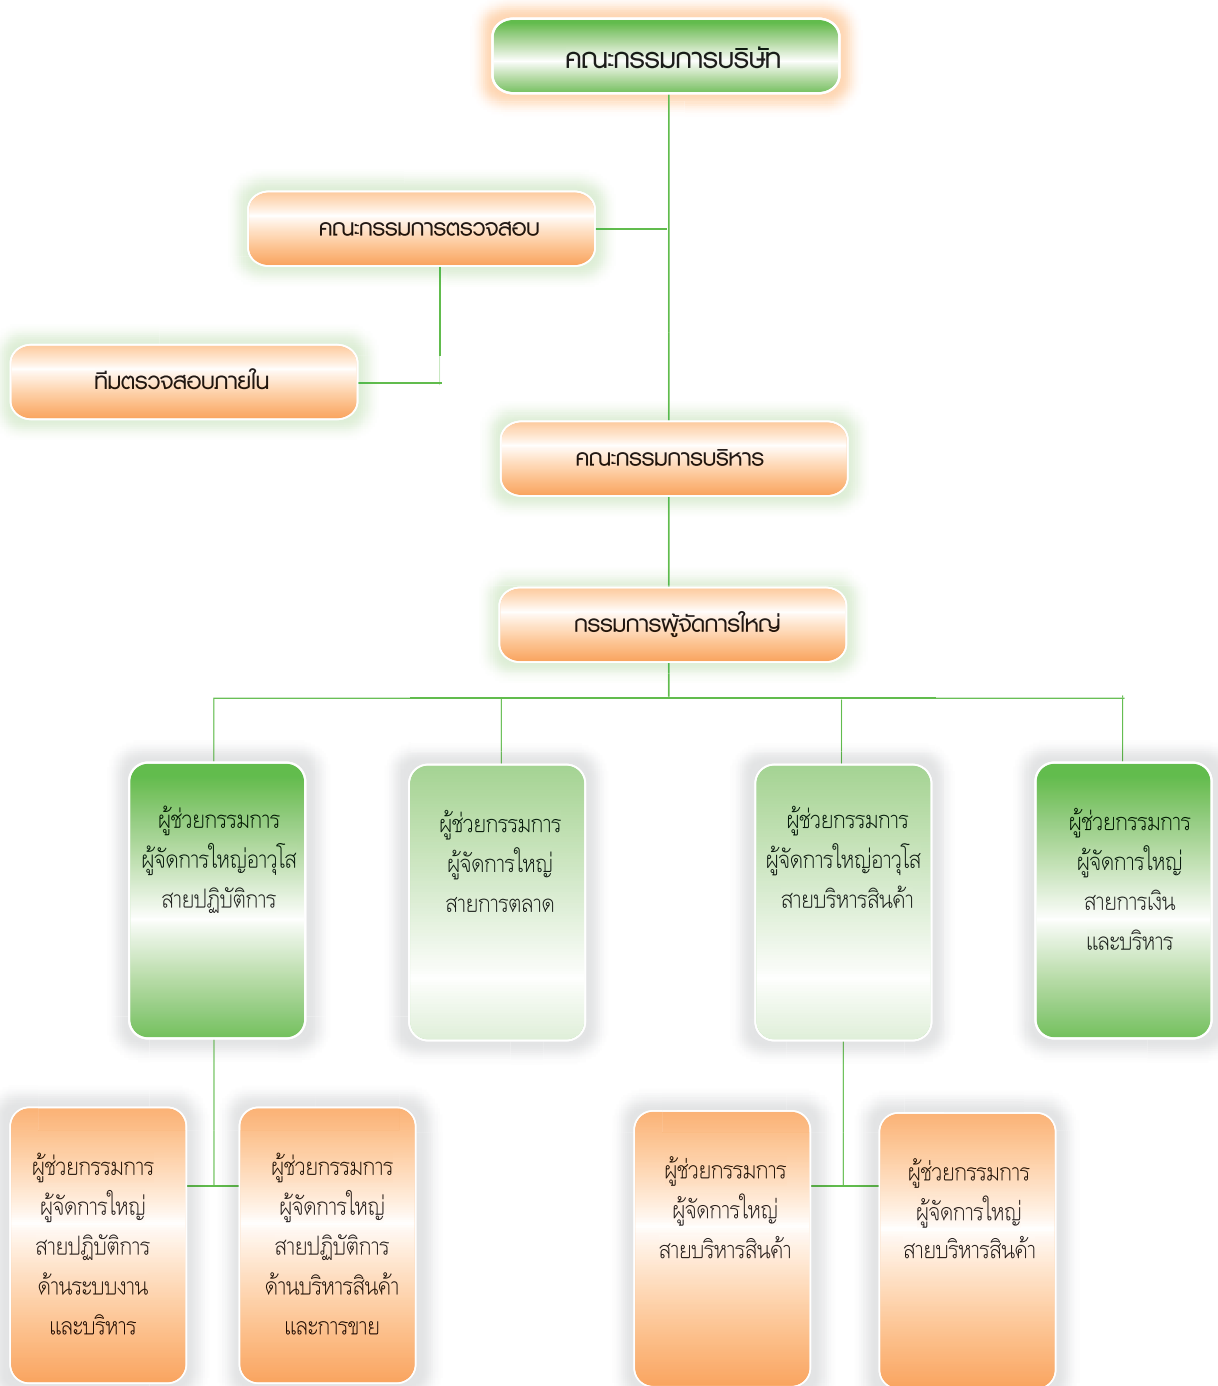 คณะกรรมการบริษัท
คณะกรรมการตรวจสอบ
ทีมตรวจสอบภายใน
คณะกรรมการบริหาร
กรรมการผู้จัดการใหญ่
ผู้ช่วยกรรมการ
ผู้จัดการใหญ่อาวุโส
สายปฏิบัติการ
ผู้ช่วยกรรมการ
ผู้จัดการใหญ่
สายการตลาด
ผู้ช่วยกรรมการ
ผู้จัดการใหญ่อาวุโส
สายบริหารสินค้า
ผู้ช่วยกรรมการ
ผู้จัดการใหญ่
สายการเงิน
และบริหาร
ผู้ช่วยกรรมการ
ผู้จัดการใหญ่
สายปฏิบัติการ
ด้านระบบงาน
และบริหาร
ผู้ช่วยกรรมการ
ผู้จัดการใหญ่
สายปฏิบัติการ
ด้านบริหารสินค้า
และการขาย
ผู้ช่วยกรรมการ
ผู้จัดการใหญ่
สายบริหารสินค้า
ผู้ช่วยกรรมการ
ผู้จัดการใหญ่
สายบริหารสินค้า